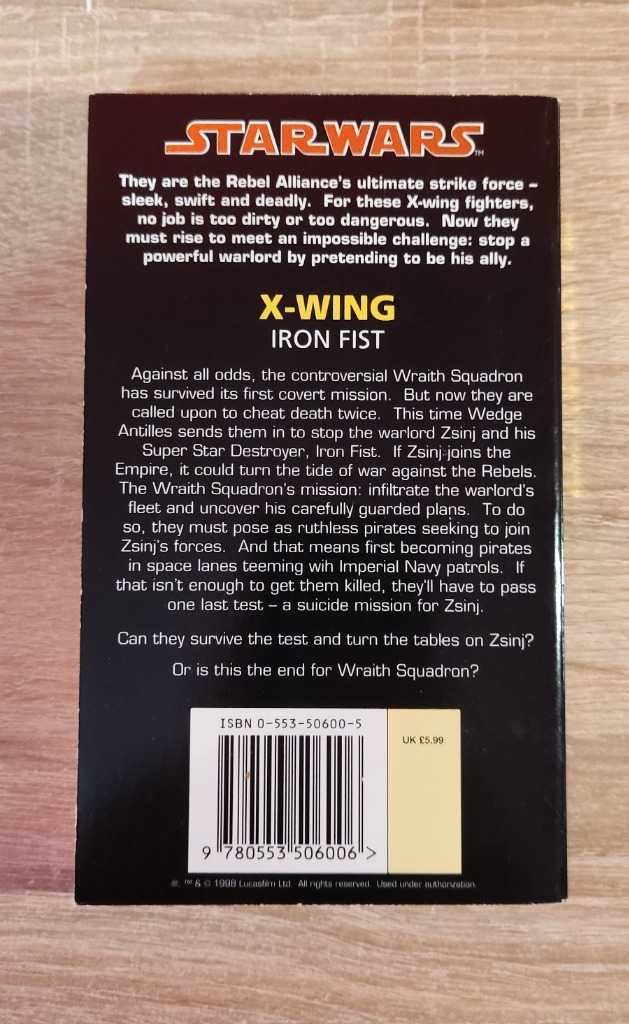 STAR WARS™
They are the Rebel Alliance's ultimate strike force –
sleek, swift and deadly. For these X-wing fighters,
no job is too dirty or too dangerous. Now they
must rise to meet an impossible challenge: stop a
powerful warlord by pretending to be his ally.
X-WING
IRON FIST
Against all odds, the controversial Wraith Squadron
has survived its first covert mission. But now they are
called upon to cheat death twice. This time Wedge
Antilles sends them in to stop the warlord Zsinj and his
Super Star Destroyer, Iron Fist. If Zsinj joins the
Empire, it could turn the tide of war against the Rebels.
The Wraith Squadron's mission: infiltrate the warlord's
fleet and uncover his carefully guarded plans. To do
so, they must pose as ruthless pirates seeking to join
Zsinj's forces. And that means first becoming pirates
in space lanes teeming wih Imperial Navy patrols. If
that isn't enough to get them killed, they'll have to pass
one last test – a suicide mission for Zsinj.
Can they survive the test and turn the tables on Zsinj?
Or is this the end for Wraith Squadron?
ISBN 0-553-50600-5
UK £5.99
9 780553 506006 >
®, ™ & © 1998 Lucasfilm Ltd. All rights reserved. Used under authorization.